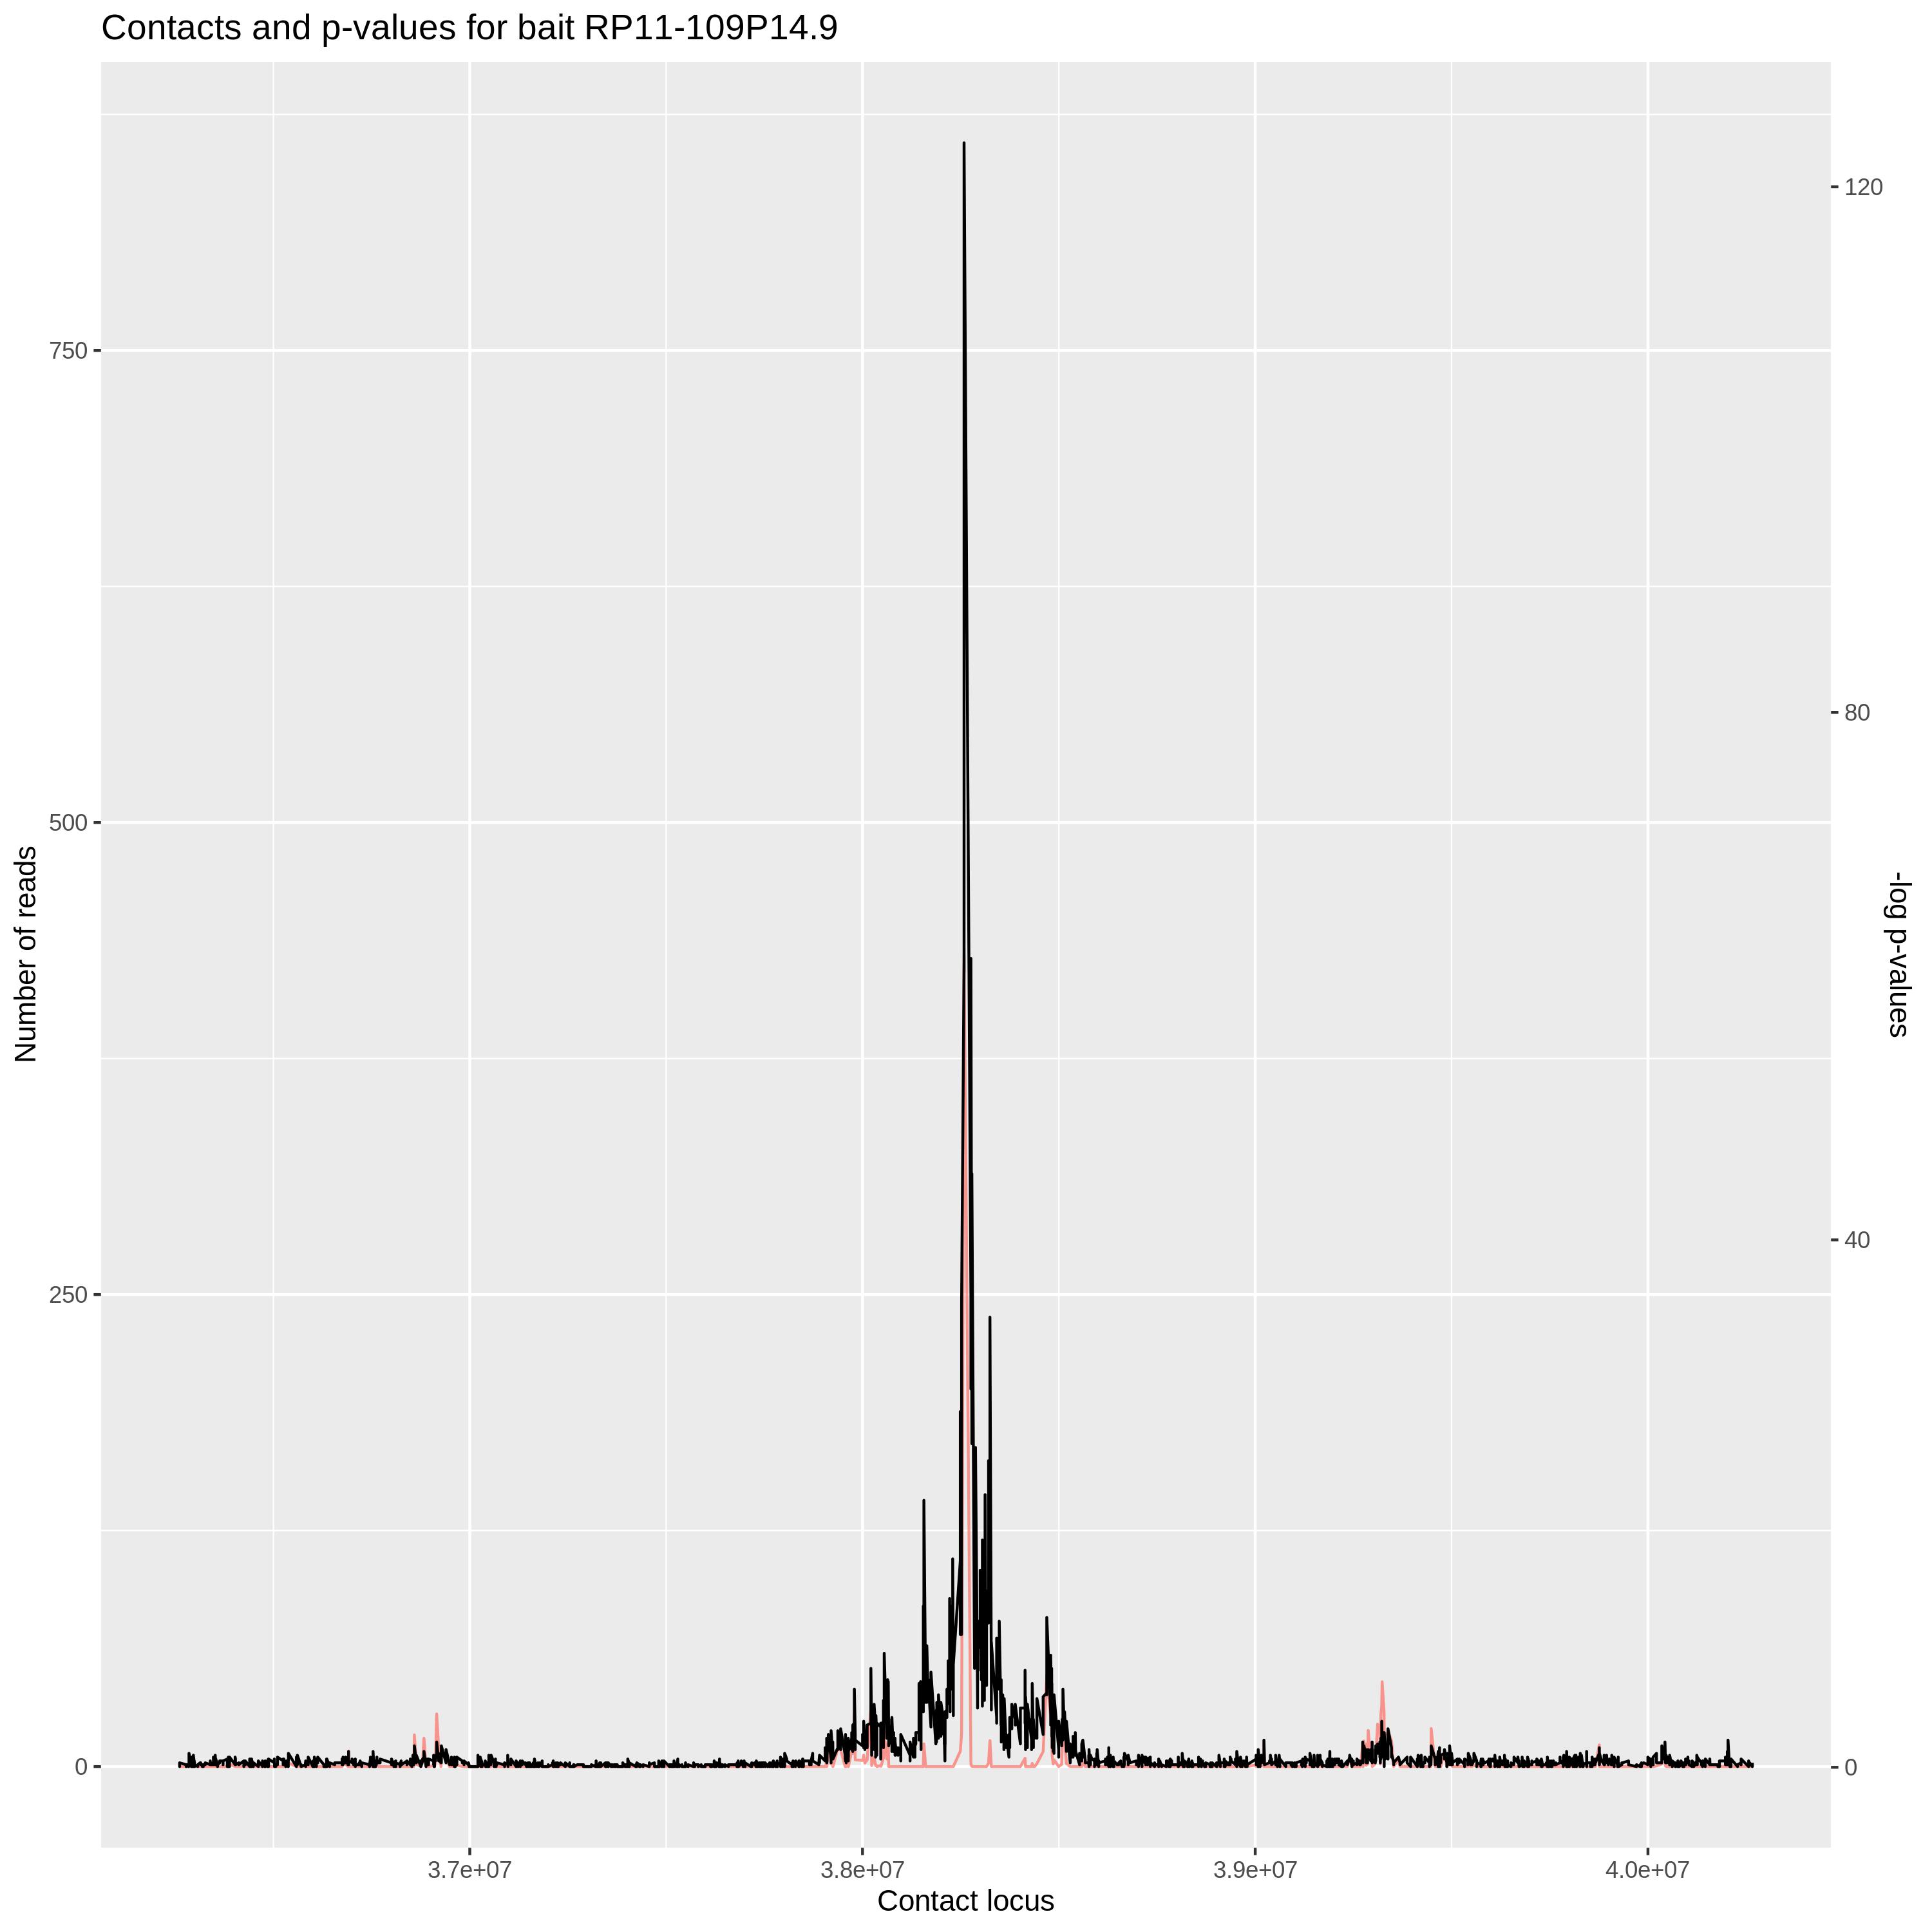 Contacts and p-values for bait RP11-109P14.9
Number of reads
750
500
250
0
120
80
40
0
-log p-values
3.7e+07
3.8e+07
3.9e+07
4.0e+07
Contact locus